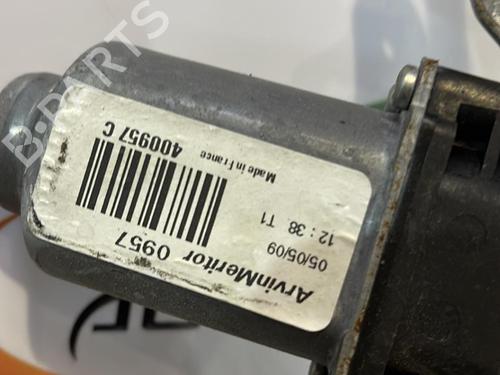 ArvinMeritor 0957
05/05/09
12:38 T1
400957 C
Made in France
B-PARTS